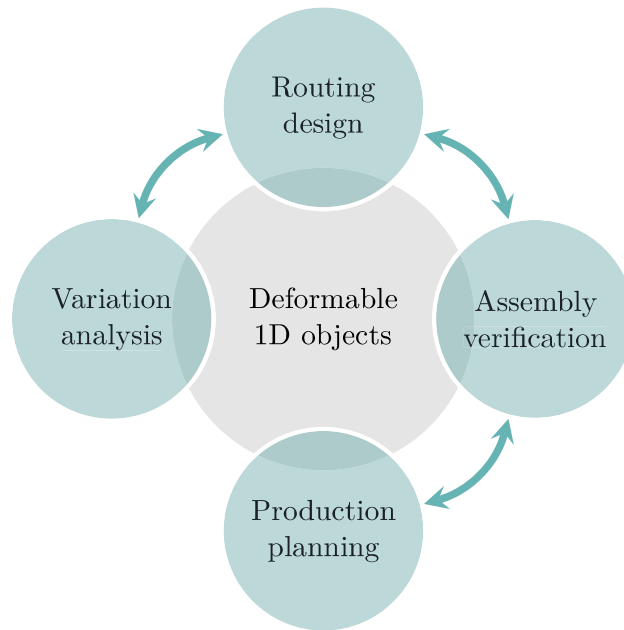 Routing
design
Variation
analysis
Deformable
1D objects
Assembly
verification
Production
planning